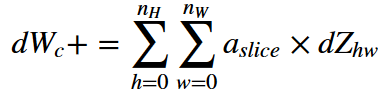 $dW_c += \sum_{h=0}^{n_H} \sum_{w=0}^{n_W} a_{slice} \times dZ_{hw}$